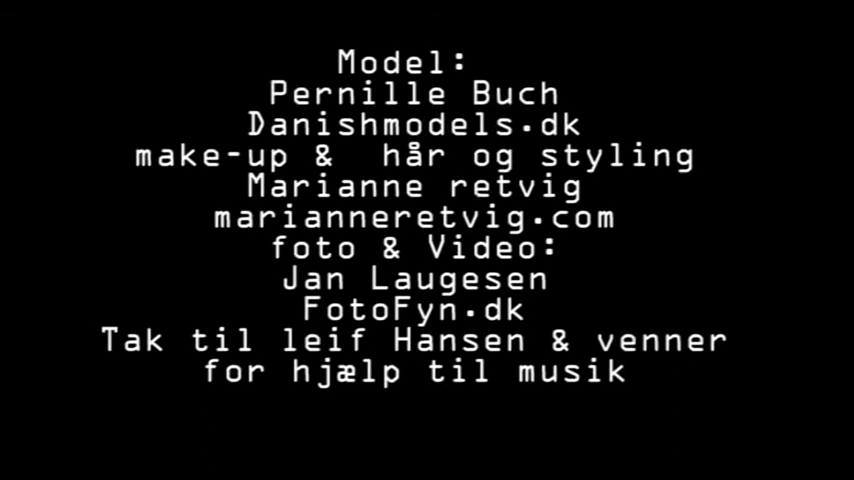 Model:
Pernille Buch
Danishmodels.dk
make-up &  hår og styling
Marianne retvig
marianneretvig.com
foto & Video:
Jan Laugesen
FotoFyn.dk
Tak til leif Hansen & venner
for hjælp til musik